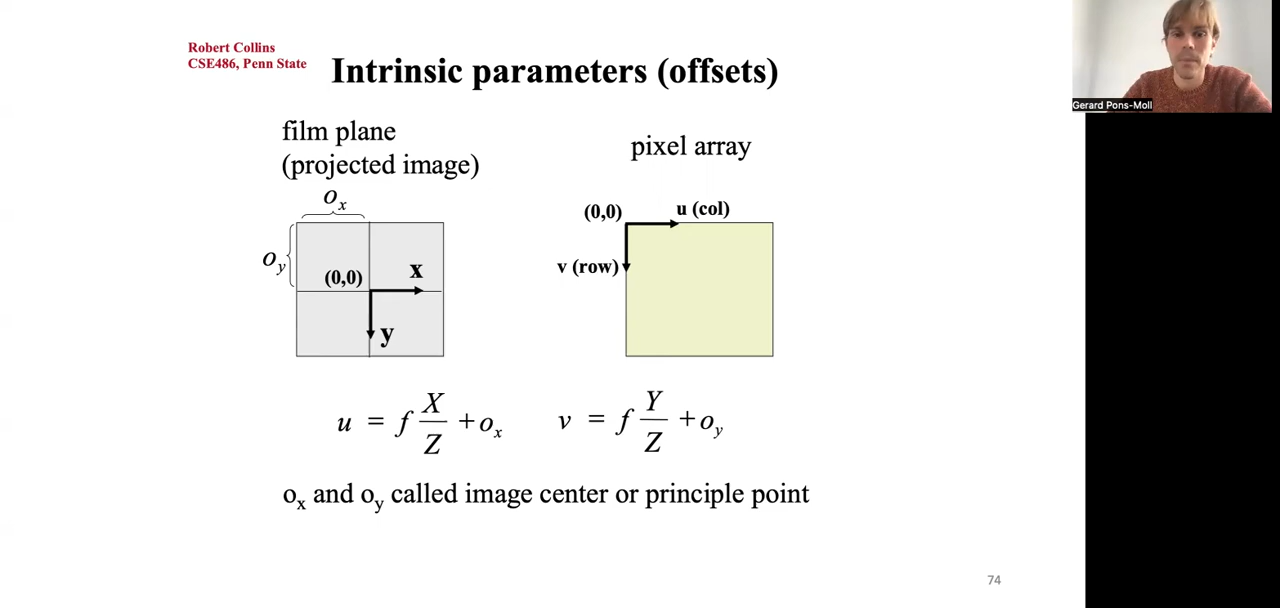 Robert Collins
CSE486, Penn State
Intrinsic parameters (offsets)
Gerard Pons-Moll
film plane
(projected image)
pixel array
o_x
(0,0)
u (col)
o_y
(0,0)
x
v (row)
y
u = f X/Z + o_x
v = f Y/Z + o_y
o_x and o_y called image center or principle point
74